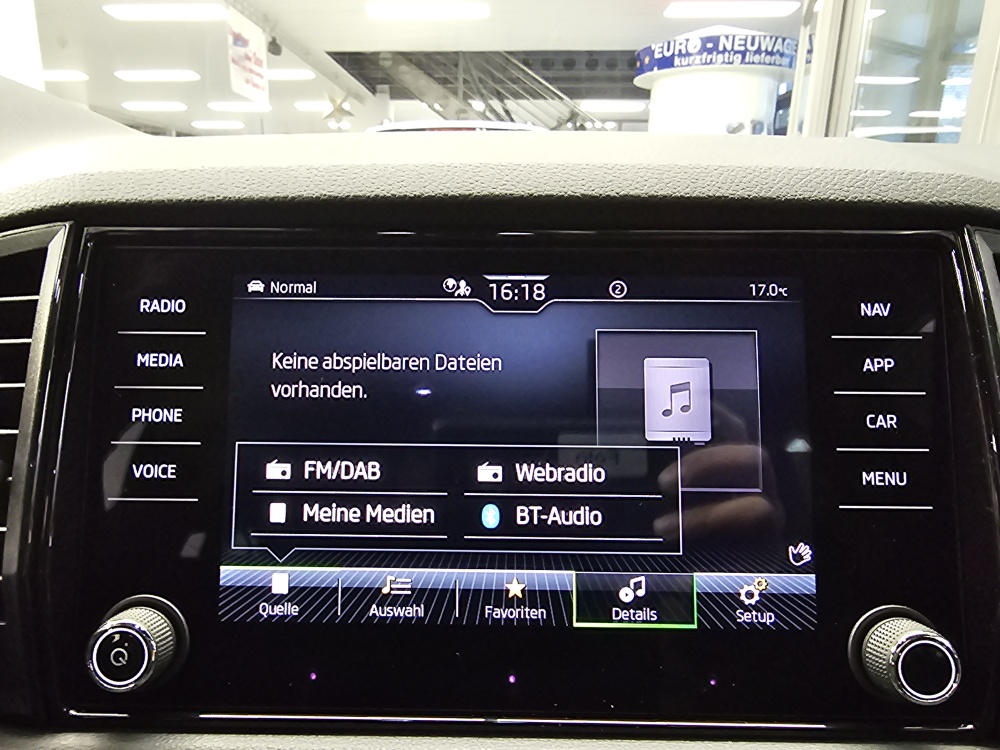 EURO - NEUWAGE
kurzfristig lieferbar
Normal
16:18
2
17.0°C
RADIO
MEDIA
PHONE
VOICE
NAV
APP
CAR
MENU
Keine abspielbaren Dateien
vorhanden.
FM/DAB
Webradio
Meine Medien
BT-Audio
Quelle
Auswahl
Favoriten
Details
Setup